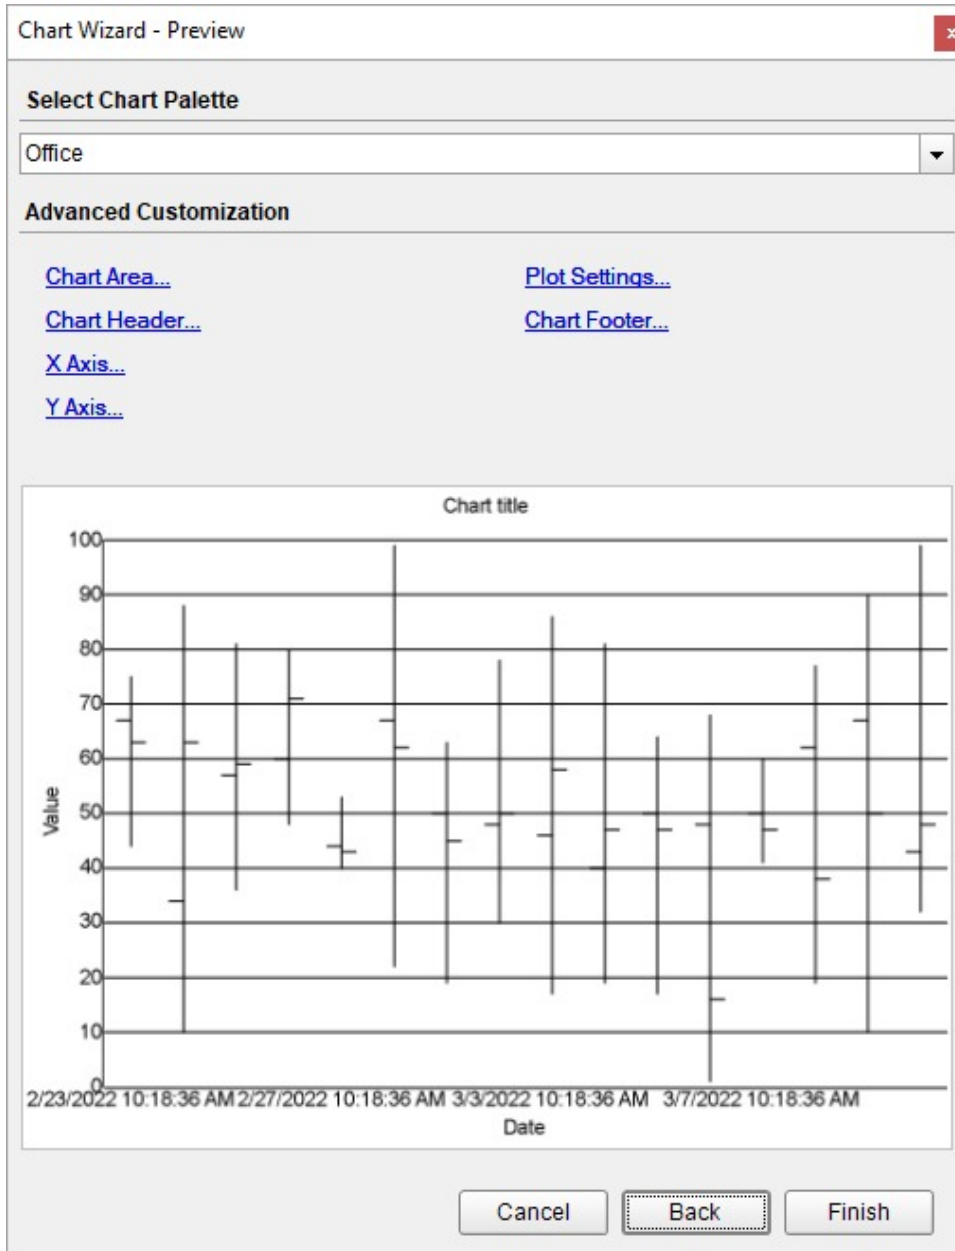 Chart Wizard - Preview
x
Select Chart Palette
Office
Advanced Customization
Chart Area... Plot Settings...
Chart Header... Chart Footer...
X Axis...
Y Axis...
Chart title
100
90
80
70
60
50
40
30
20
10
0
Value
2/23/2022 10:18:36 AM 2/27/2022 10:18:36 AM 3/3/2022 10:18:36 AM 3/7/2022 10:18:36 AM
Date
Cancel Back Finish